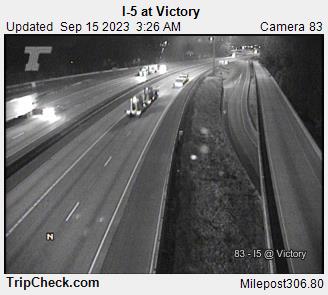 I-5 at Victory
Updated Sep 15 2023 3:26 AM Camera 83
T
N
83 - I5 @ Victory
TripCheck.com Milepost306.80